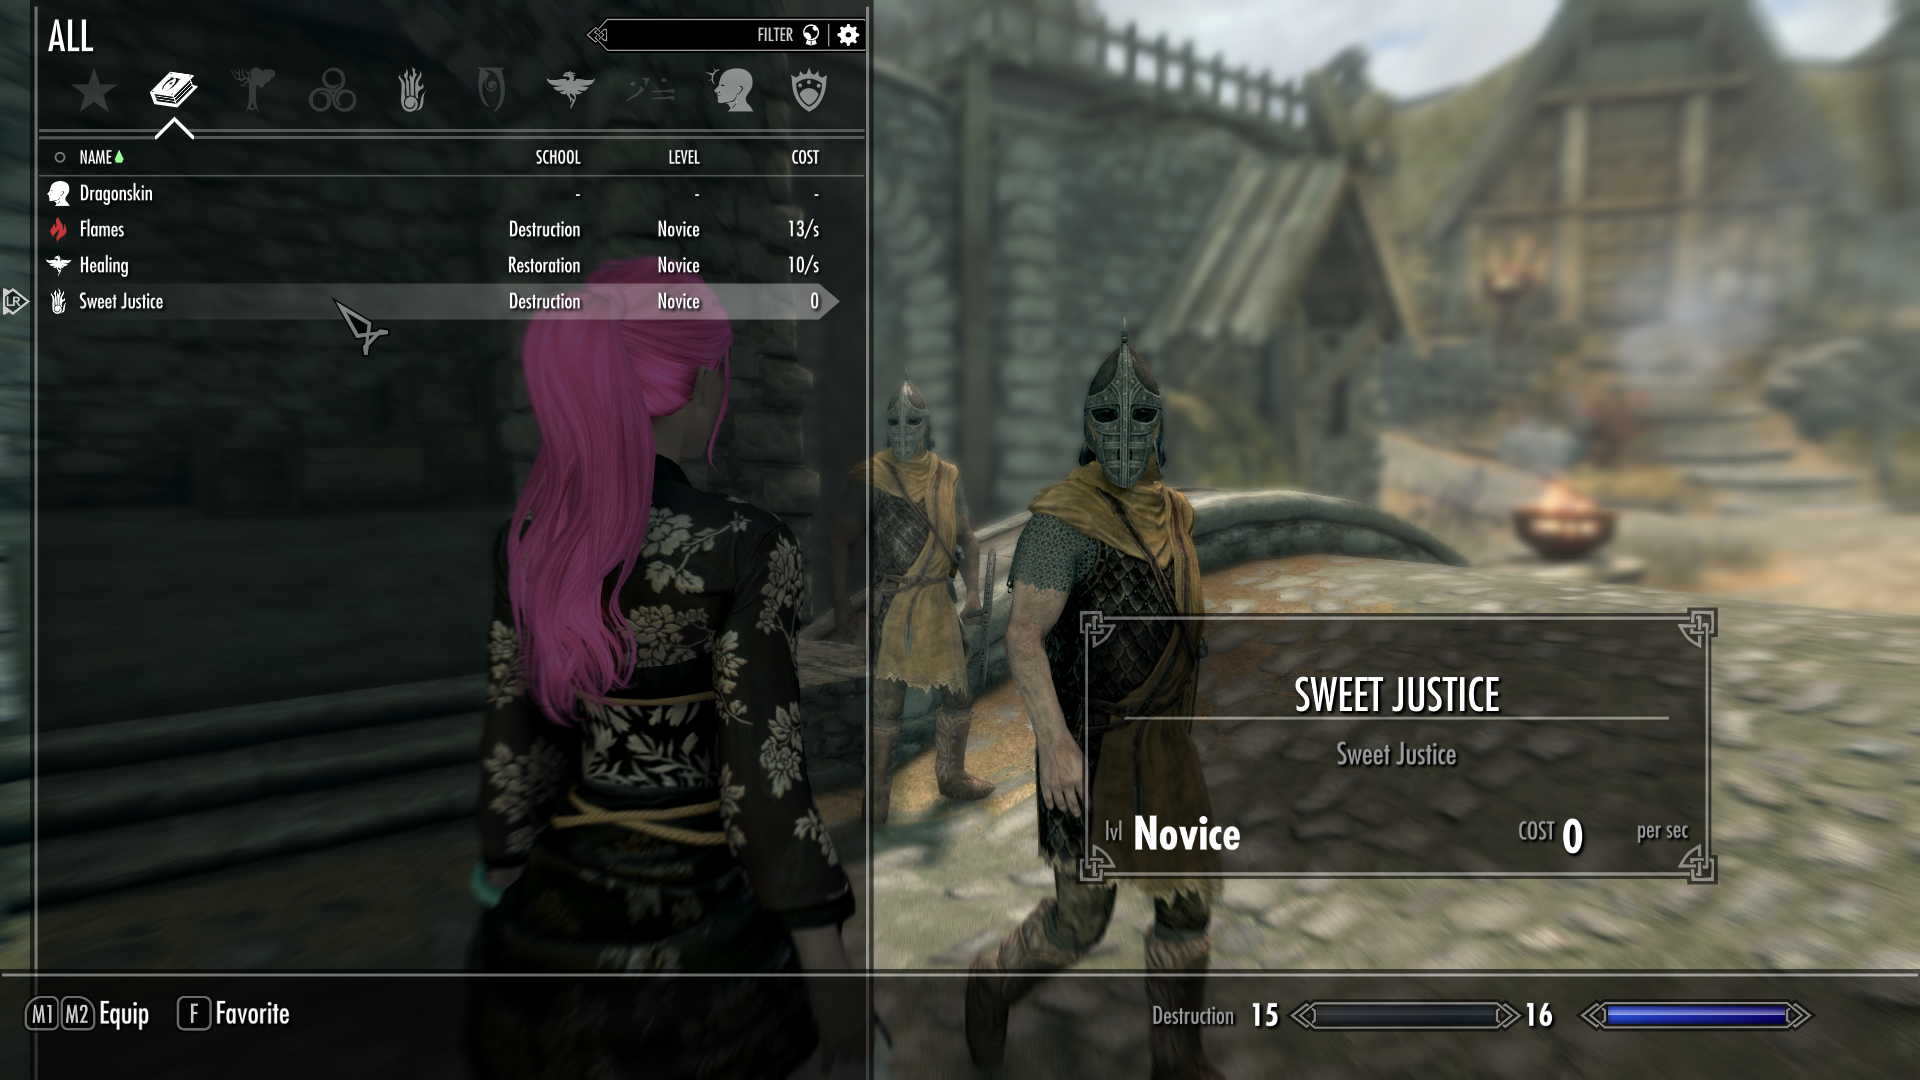 ALL
FILTER
NAME SCHOOL LEVEL COST
Dragonskin - - -
Flames Destruction Novice 13/s
Healing Restoration Novice 10/s
LR Sweet Justice Destruction Novice 0
SWEET JUSTICE
Sweet Justice
lvl Novice COST 0 per sec
M1 M2 Equip F Favorite Destruction 15 16